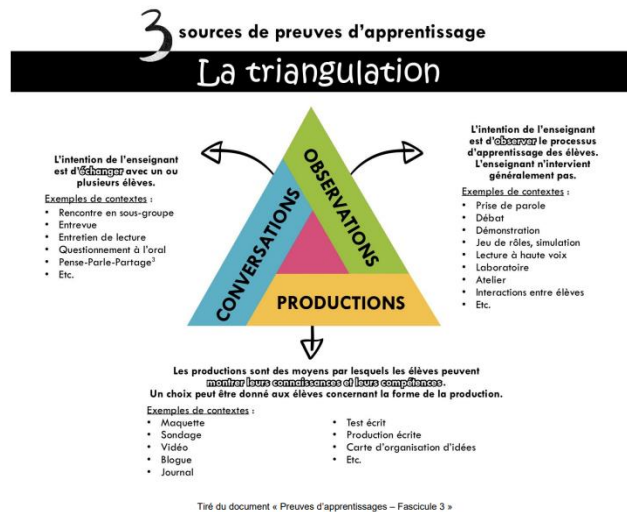 3 sources de preuves d'apprentissage
La triangulation
L'intention de l'enseignant
est d'échanger avec un ou
plusieurs élèves.
Exemples de contextes :
• Rencontre en sous-groupe
• Entrevue
• Entretien de lecture
• Questionnement à l'oral
• Pense-Parle-Partage³
• Etc.
CONVERSATIONS
OBSERVATIONS
PRODUCTIONS
L'intention de l'enseignant
est d'observer le processus
d'apprentissage des élèves.
L'enseignant n'intervient
généralement pas.
Exemples de contextes :
• Prise de parole
• Débat
• Démonstration
• Jeu de rôles, simulation
• Lecture à haute voix
• Laboratoire
• Atelier
• Interactions entre élèves
• Etc.
Les productions sont des moyens par lesquels les élèves peuvent
montrer leurs connaissances et leurs compétences.
Un choix peut être donné aux élèves concernant la forme de la production.
Exemples de contextes :
• Maquette
• Sondage
• Vidéo
• Blogue
• Journal
• Test écrit
• Production écrite
• Carte d'organisation d'idées
• Etc.
Tiré du document « Preuves d'apprentissages – Fascicule 3 »